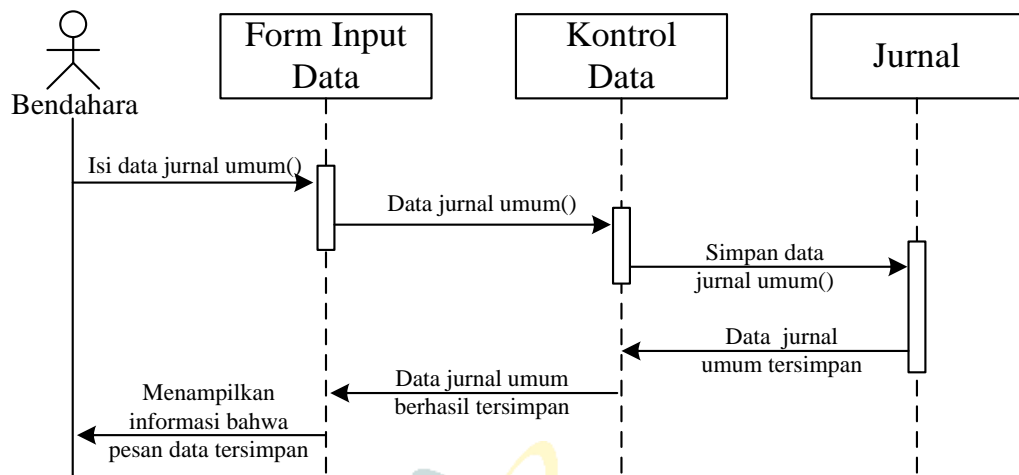 Form Input
Data
Kontrol
Data
Jurnal
Bendahara
Isi data jurnal umum()
Data jurnal umum()
Simpan data
jurnal umum()
Data jurnal
umum tersimpan
Data jurnal umum
berhasil tersimpan
Menampilkan
informasi bahwa
pesan data tersimpan